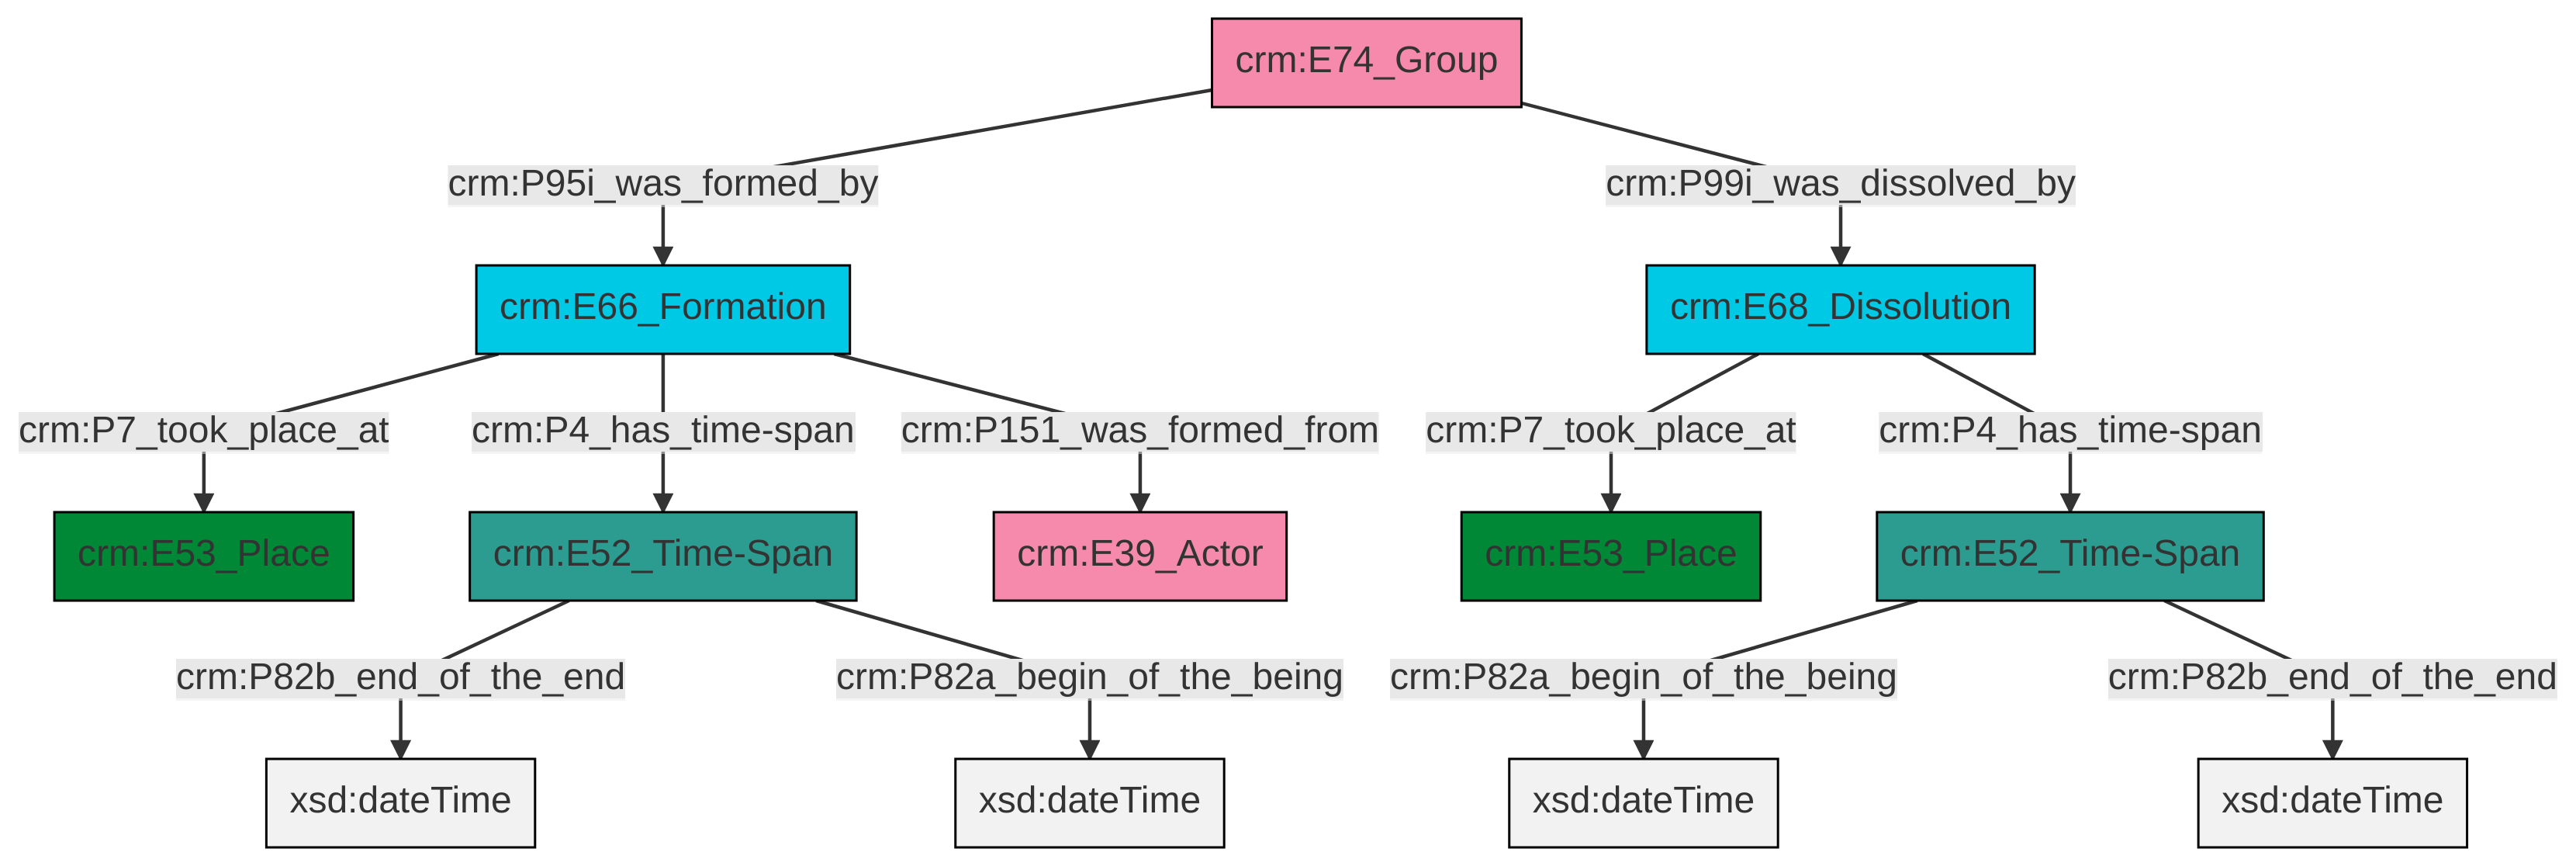 crm:E74_Group
crm:P95i_was_formed_by
crm:P99i_was_dissolved_by
crm:E66_Formation
crm:E68_Dissolution
crm:P7_took_place_at
crm:P4_has_time-span
crm:P151_was_formed_from
crm:P7_took_place_at
crm:P4_has_time-span
crm:E53_Place
crm:E52_Time-Span
crm:E39_Actor
crm:E53_Place
crm:E52_Time-Span
crm:P82b_end_of_the_end
crm:P82a_begin_of_the_being
crm:P82a_begin_of_the_being
crm:P82b_end_of_the_end
xsd:dateTime
xsd:dateTime
xsd:dateTime
xsd:dateTime